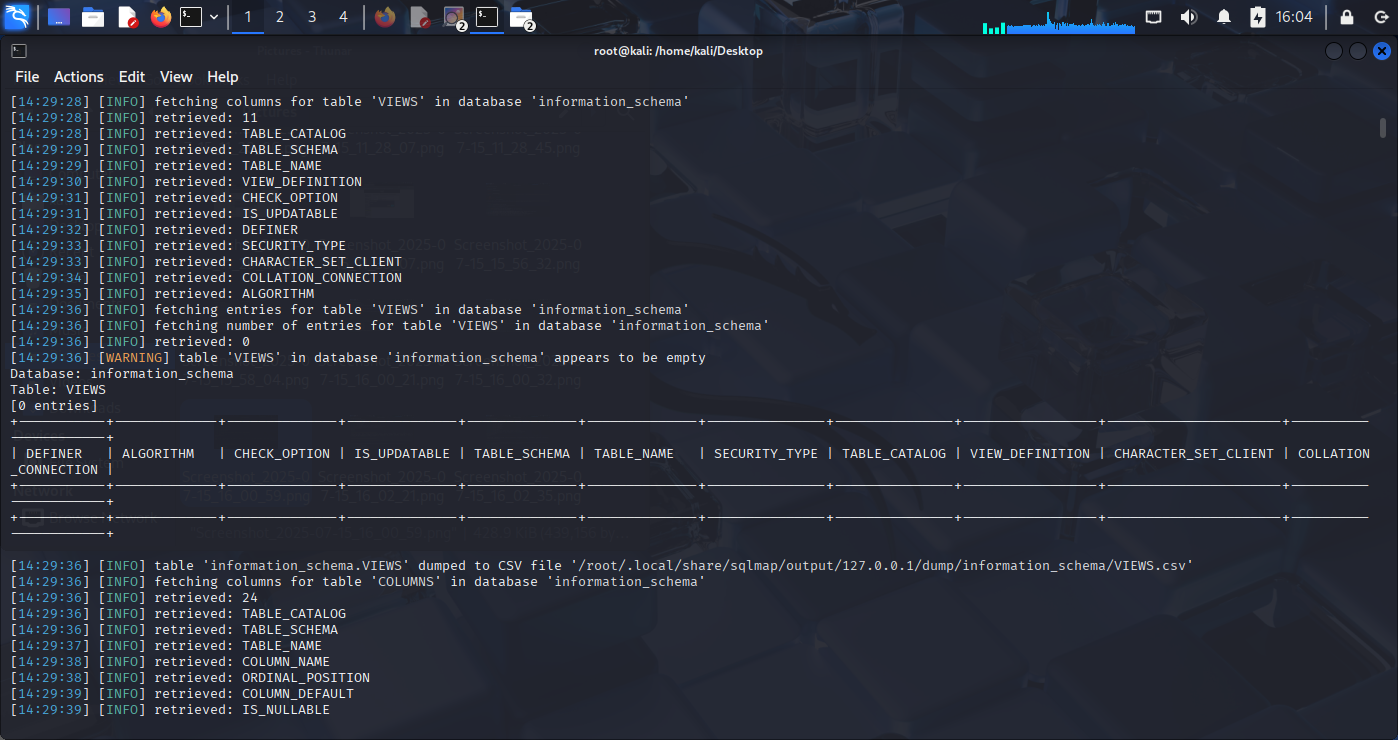 1 2 3 4 2 2 16:04
root@kali: /home/kali/Desktop
File Actions Edit View Help
[14:29:28] [INFO] fetching columns for table 'VIEWS' in database 'information_schema'
[14:29:28] [INFO] retrieved: 11
[14:29:28] [INFO] retrieved: TABLE_CATALOG
[14:29:29] [INFO] retrieved: TABLE_SCHEMA
[14:29:29] [INFO] retrieved: TABLE_NAME
[14:29:30] [INFO] retrieved: VIEW_DEFINITION
[14:29:31] [INFO] retrieved: CHECK_OPTION
[14:29:31] [INFO] retrieved: IS_UPDATABLE
[14:29:32] [INFO] retrieved: DEFINER
[14:29:33] [INFO] retrieved: SECURITY_TYPE
[14:29:33] [INFO] retrieved: CHARACTER_SET_CLIENT
[14:29:34] [INFO] retrieved: COLLATION_CONNECTION
[14:29:35] [INFO] retrieved: ALGORITHM
[14:29:36] [INFO] fetching entries for table 'VIEWS' in database 'information_schema'
[14:29:36] [INFO] fetching number of entries for table 'VIEWS' in database 'information_schema'
[14:29:36] [INFO] retrieved: 0
[14:29:36] [WARNING] table 'VIEWS' in database 'information_schema' appears to be empty
Database: information_schema
Table: VIEWS
[0 entries]
| DEFINER | ALGORITHM | CHECK_OPTION | IS_UPDATABLE | TABLE_SCHEMA | TABLE_NAME | SECURITY_TYPE | TABLE_CATALOG | VIEW_DEFINITION | CHARACTER_SET_CLIENT | COLLATION
_CONNECTION |
[14:29:36] [INFO] table 'information_schema.VIEWS' dumped to CSV file '/root/.local/share/sqlmap/output/127.0.0.1/dump/information_schema/VIEWS.csv'
[14:29:36] [INFO] fetching columns for table 'COLUMNS' in database 'information_schema'
[14:29:36] [INFO] retrieved: 24
[14:29:36] [INFO] retrieved: TABLE_CATALOG
[14:29:36] [INFO] retrieved: TABLE_SCHEMA
[14:29:37] [INFO] retrieved: TABLE_NAME
[14:29:38] [INFO] retrieved: COLUMN_NAME
[14:29:38] [INFO] retrieved: ORDINAL_POSITION
[14:29:39] [INFO] retrieved: COLUMN_DEFAULT
[14:29:39] [INFO] retrieved: IS_NULLABLE